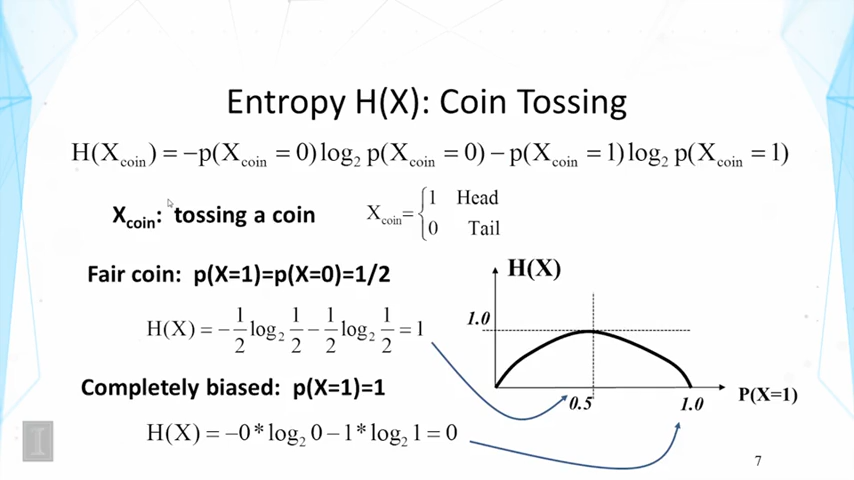 Entropy H(X): Coin Tossing
H(X_coin) = −p(X_coin = 0) log₂ p(X_coin = 0) − p(X_coin = 1) log₂ p(X_coin = 1)
X_coin: tossing a coin
X_coin = { 1 Head
0 Tail
Fair coin: p(X=1)=p(X=0)=1/2
H(X) = − 1/2 log₂ 1/2 − 1/2 log₂ 1/2 = 1
Completely biased: p(X=1)=1
H(X) = −0* log₂ 0 − 1* log₂ 1 = 0
H(X)
1.0
0.5
1.0
P(X=1)
I
7